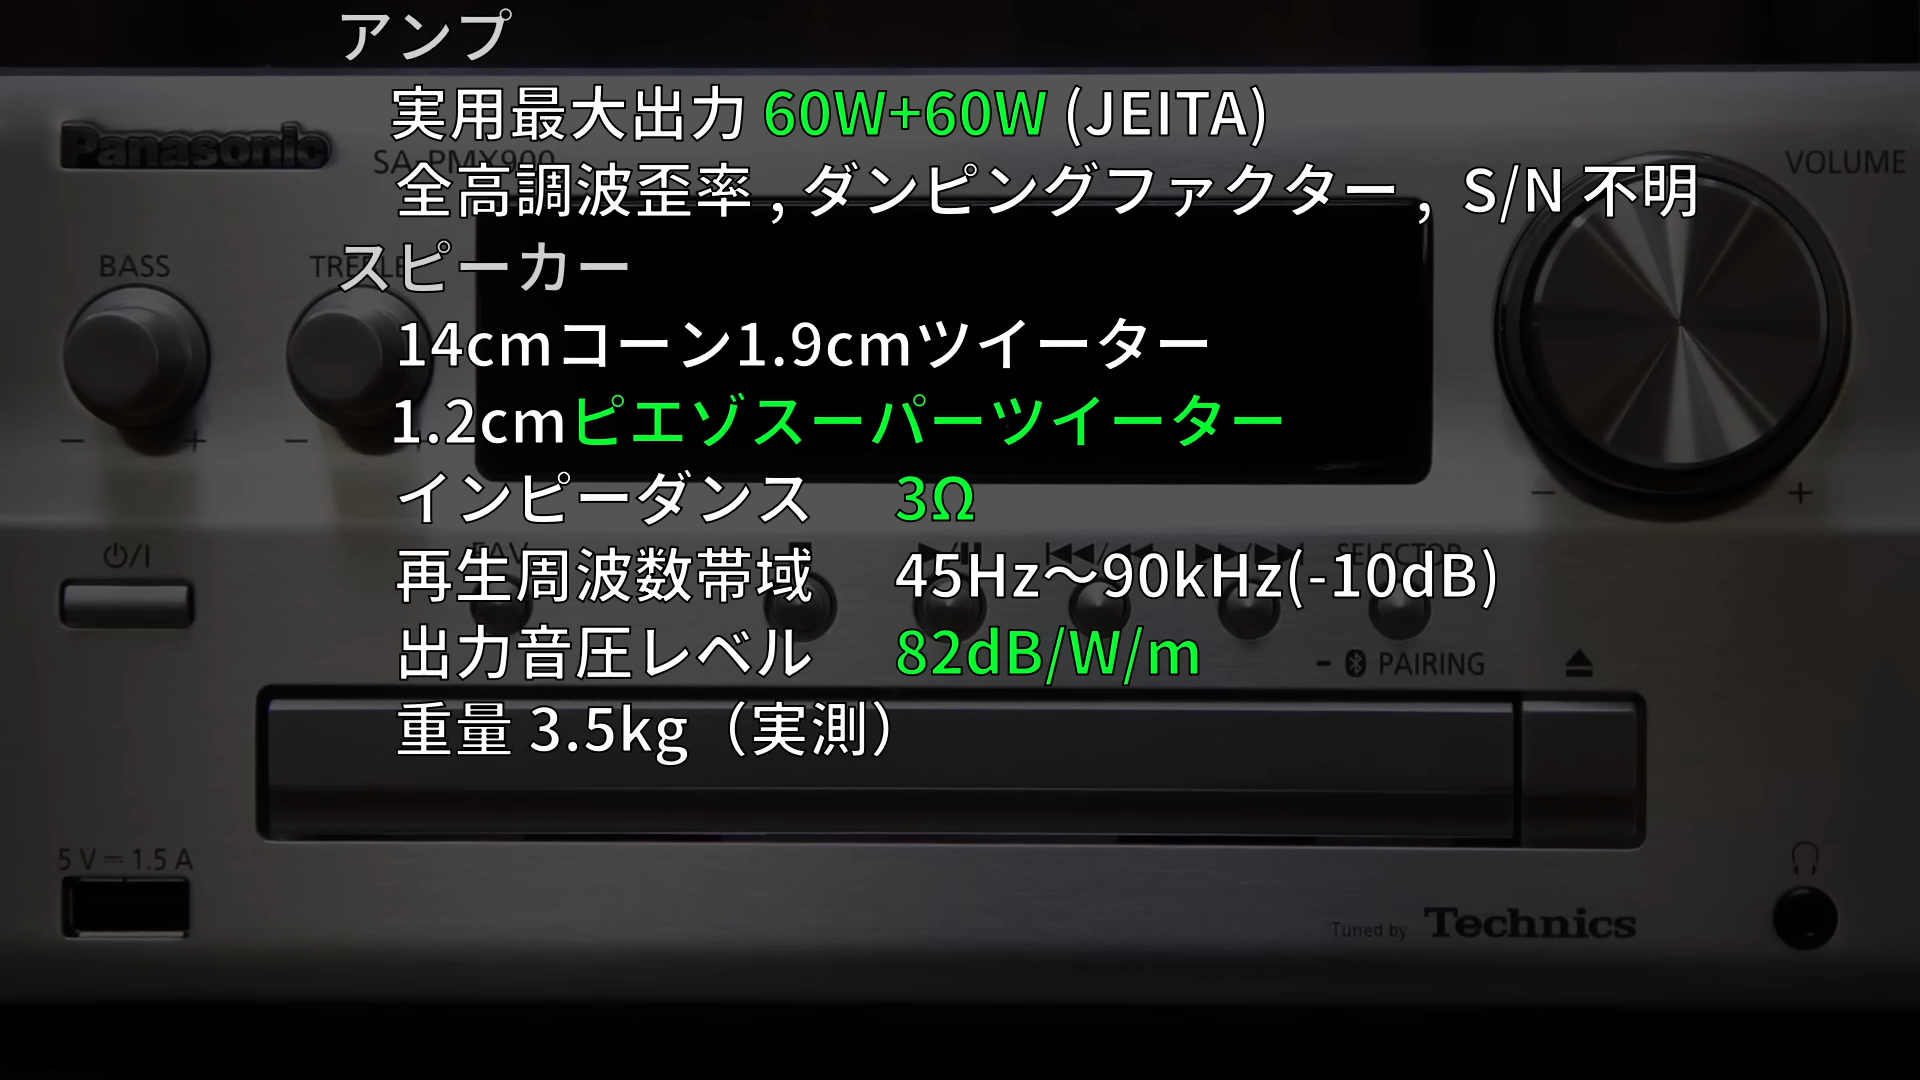 アンプ
実用最大出力 60W+60W (JEITA)
Panasonic
SA-PMX900
VOLUME
全高調波歪率 , ダンピングファクター , S/N 不明
BASS
TREBLE
スピーカー
14cmコーン1.9cmツイーター
1.2cmピエゾスーパーツイーター
- +
- +
- +
インピーダンス 3Ω
⏻/I
FAV
SELECTOR
再生周波数帯域 45Hz〜90kHz(-10dB)
出力音圧レベル 82dB/W/m
- PAIRING
重量 3.5kg（実測）
5 V ⎓ 1.5 A
Tuned by Technics